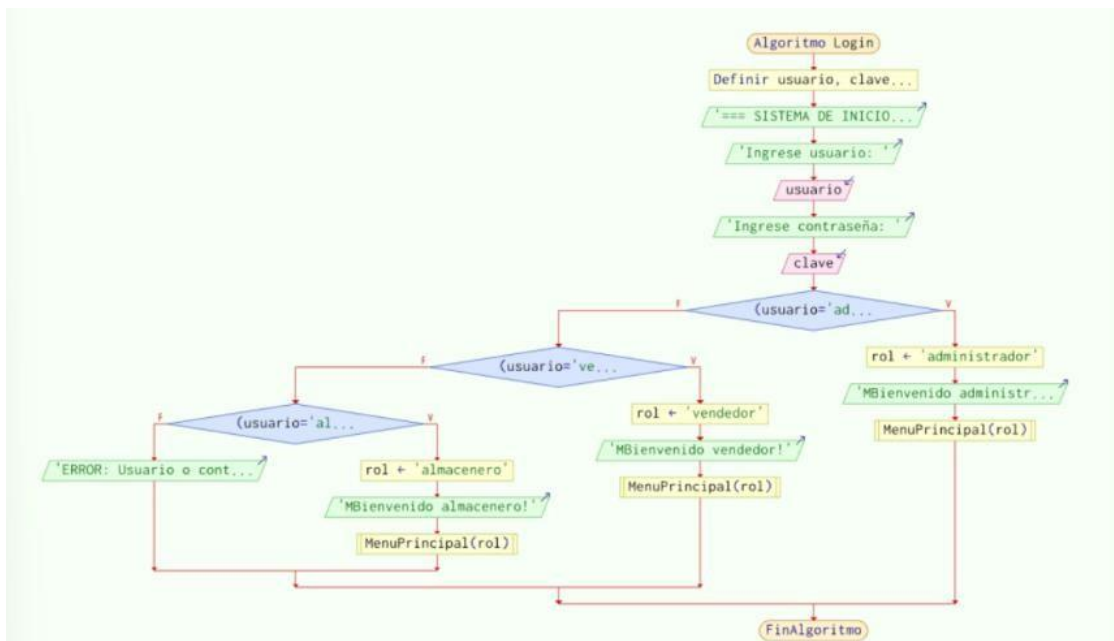 Algoritmo Login
Definir usuario, clave...
'=== SISTEMA DE INICIO...
'Ingrese usuario: '
usuario
'Ingrese contraseña: '
clave
F
(usuario='ad...
V
F
(usuario='ve...
V
rol ← 'administrador'
'MBienvenido administr...
MenuPrincipal(rol)
F
(usuario='al...
V
rol ← 'vendedor'
'MBienvenido vendedor!'
MenuPrincipal(rol)
'ERROR: Usuario o cont...
rol ← 'almacenero'
'MBienvenido almacenero!'
MenuPrincipal(rol)
FinAlgoritmo